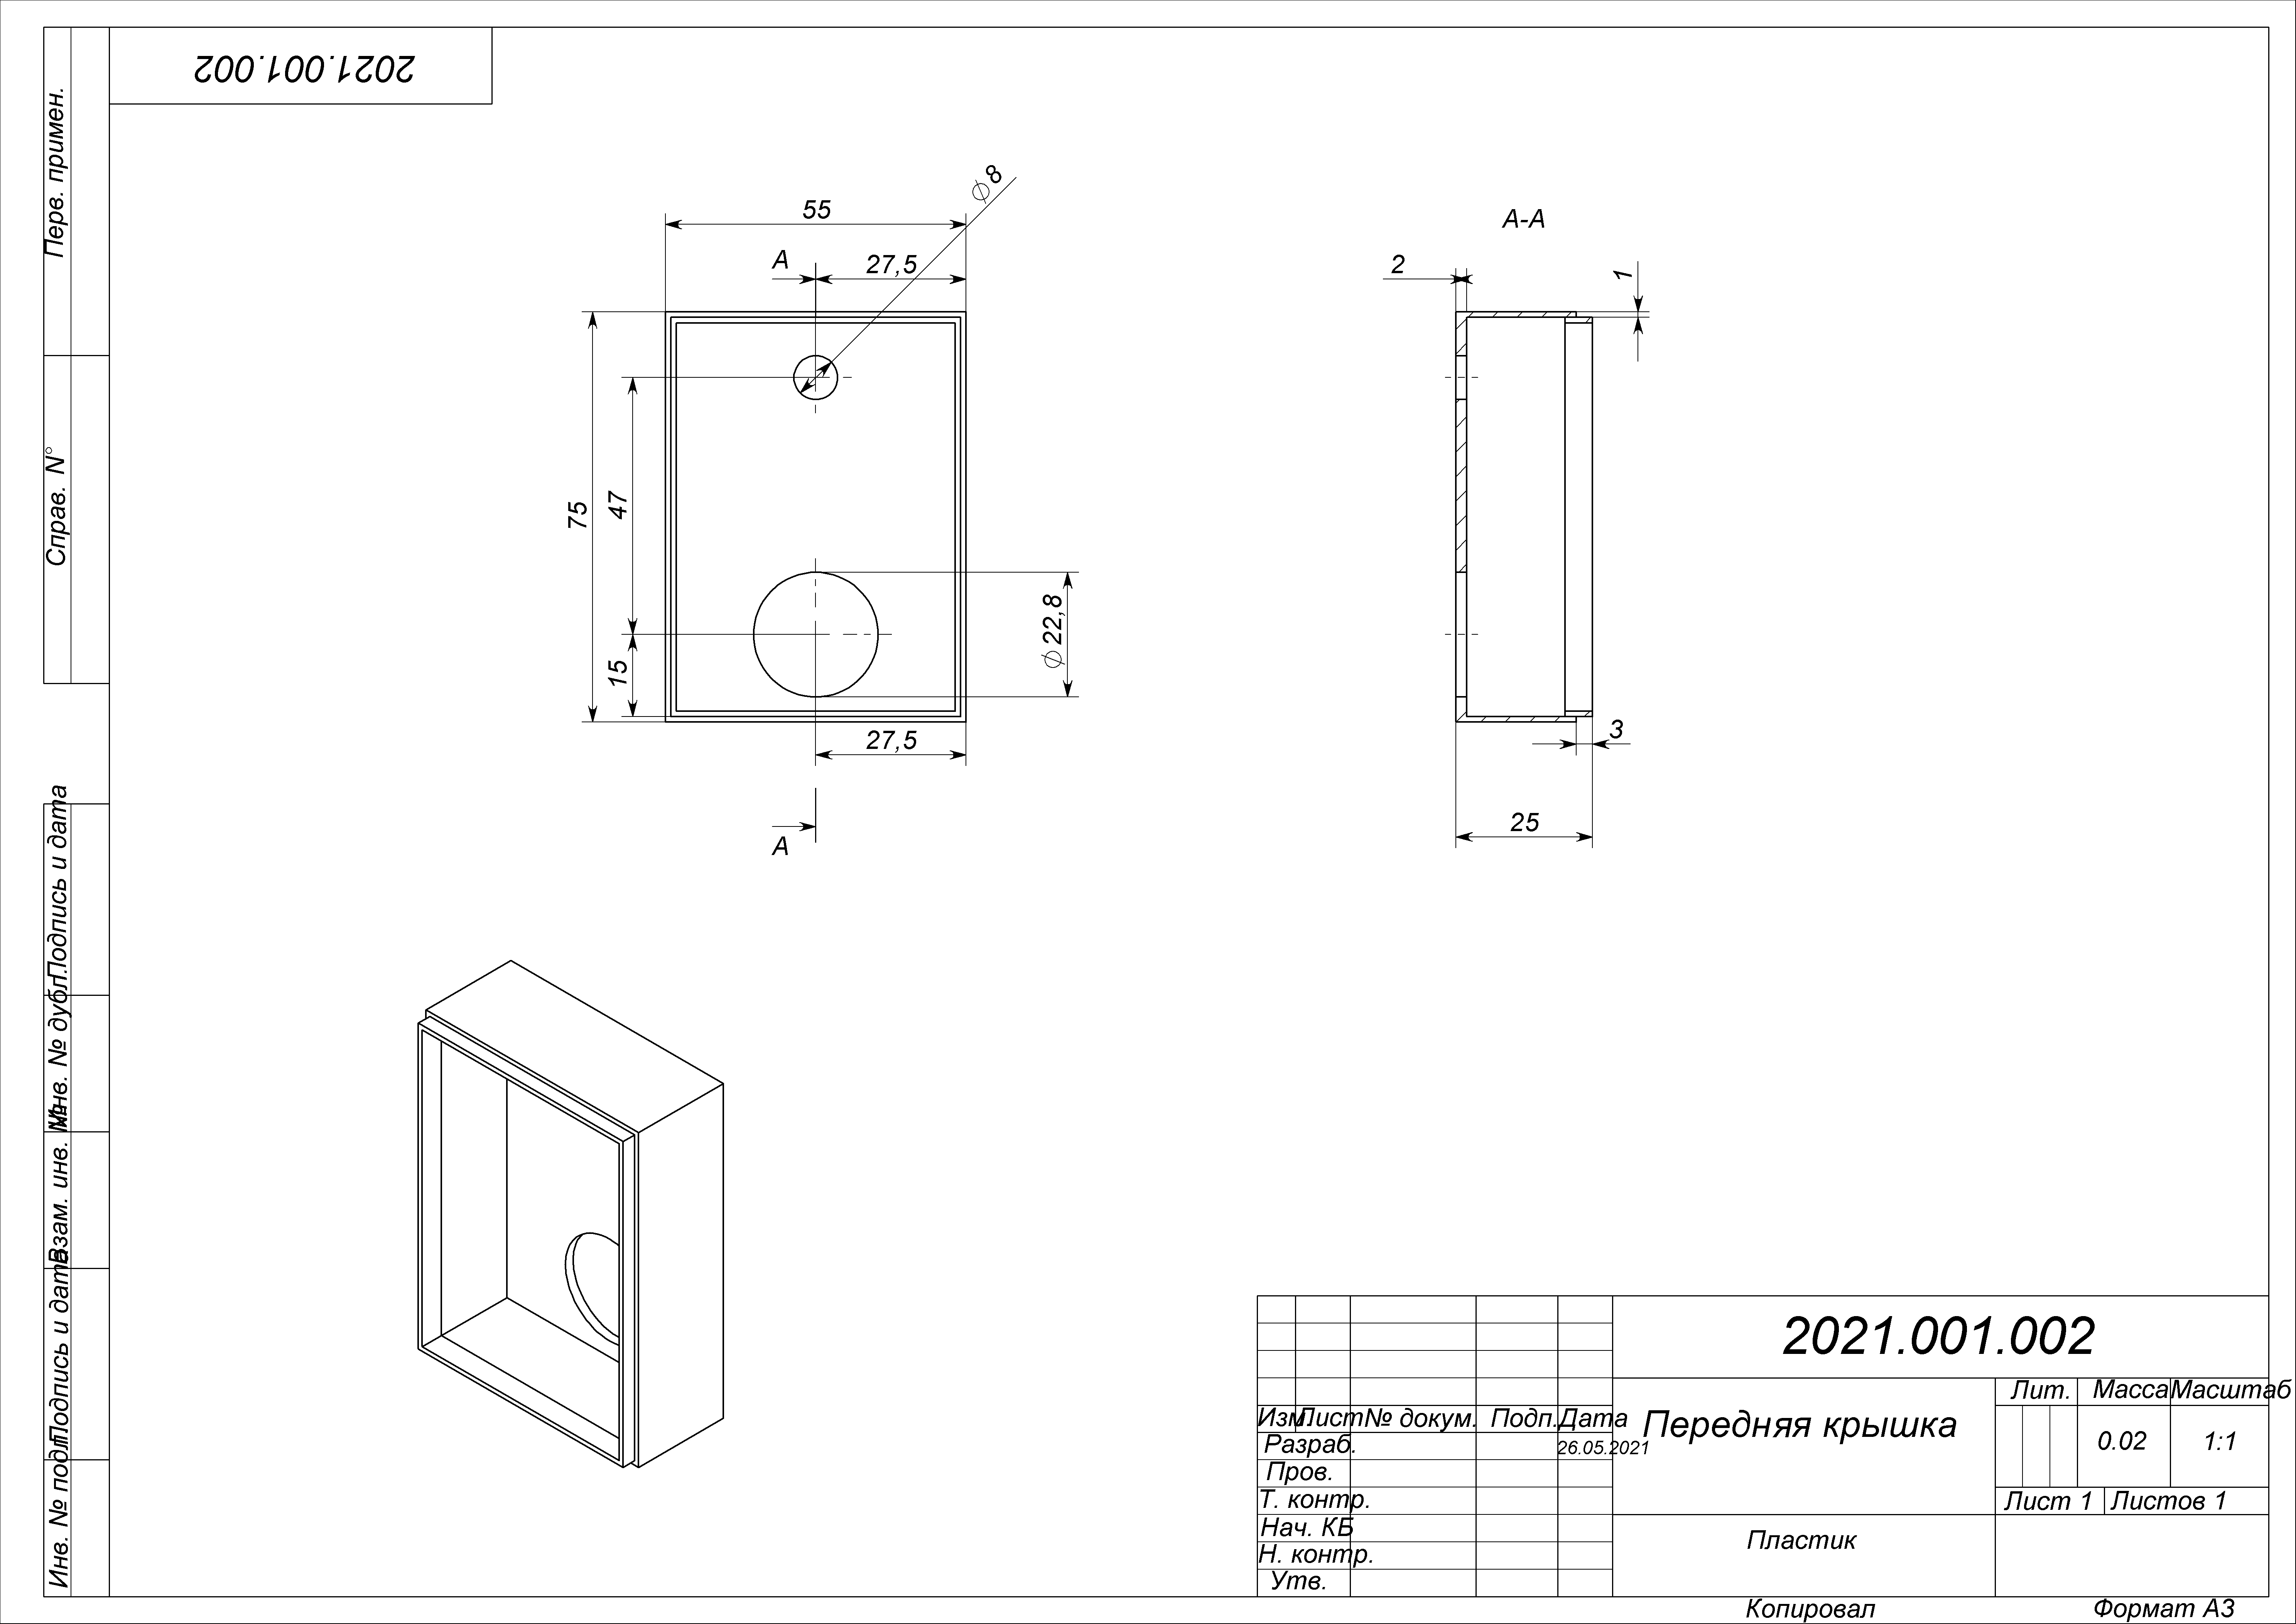 2021.001.002
Перв. примен.
Справ. N°
Подпись и дата
Инв. № дубл.
Взам. инв. №
Подпись и дата
Инв. № подл.
55
⌀8
А
27,5
75
47
15
⌀22,8
27,5
А
А-А
2
1
3
25
2021.001.002
Изм.
Лист
№ докум.
Подп.
Дата
Разраб.
26.05.2021
Пров.
Т. контр.
Нач. КБ
Н. контр.
Утв.
Передняя крышка
Лит.
Масса
Масштаб
0.02
1:1
Лист 1
Листов 1
Пластик
Копировал
Формат А3